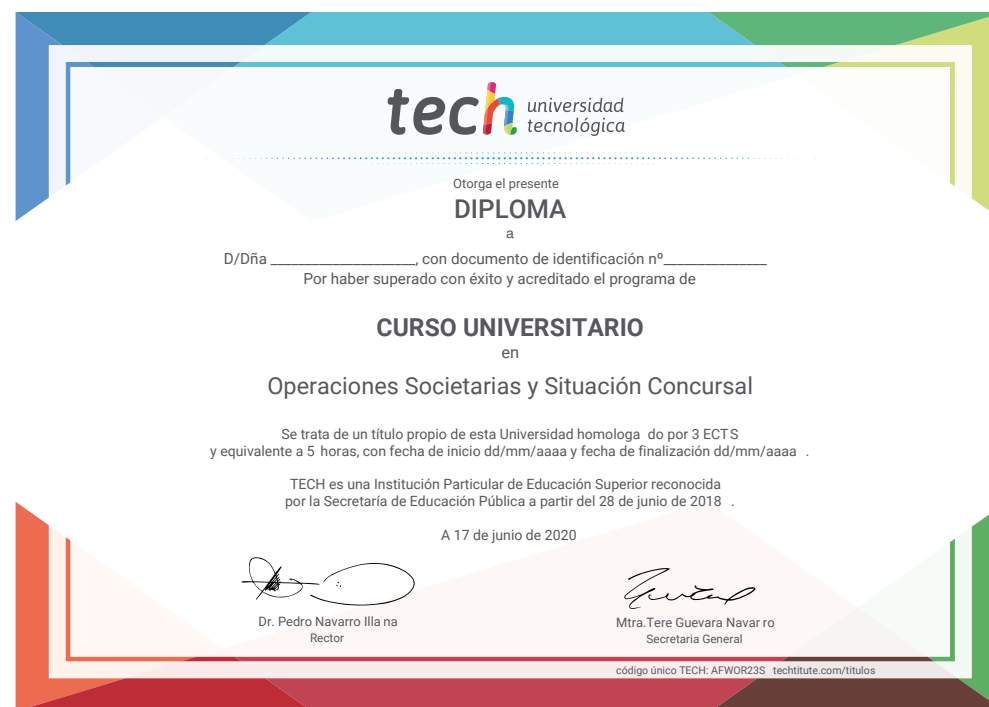 tech universidad
tecnológica
Otorga el presente
DIPLOMA
a
D/Dña ____________________, con documento de identificación nº______________
Por haber superado con éxito y acreditado el programa de
CURSO UNIVERSITARIO
en
Operaciones Societarias y Situación Concursal
Se trata de un título propio de esta Universidad homologa do por 3 ECTS
y equivalente a 5 horas, con fecha de inicio dd/mm/aaaa y fecha de finalización dd/mm/aaaa .
TECH es una Institución Particular de Educación Superior reconocida
por la Secretaría de Educación Pública a partir del 28 de junio de 2018 .
A 17 de junio de 2020
Dr. Pedro Navarro Illa na
Rector
Mtra.Tere Guevara Navar ro
Secretaria General
código único TECH: AFWOR23S techtitute.com/titulos